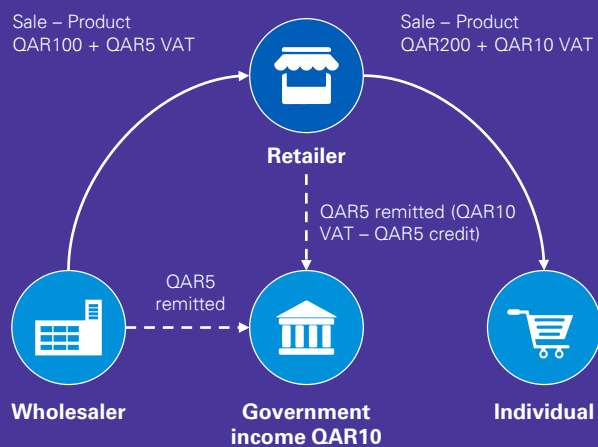 Sale – Product
QAR100 + QAR5 VAT
Sale – Product
QAR200 + QAR10 VAT
Retailer
QAR5 remitted (QAR10
VAT – QAR5 credit)
QAR5
remitted
Wholesaler
Government
income QAR10
Individual